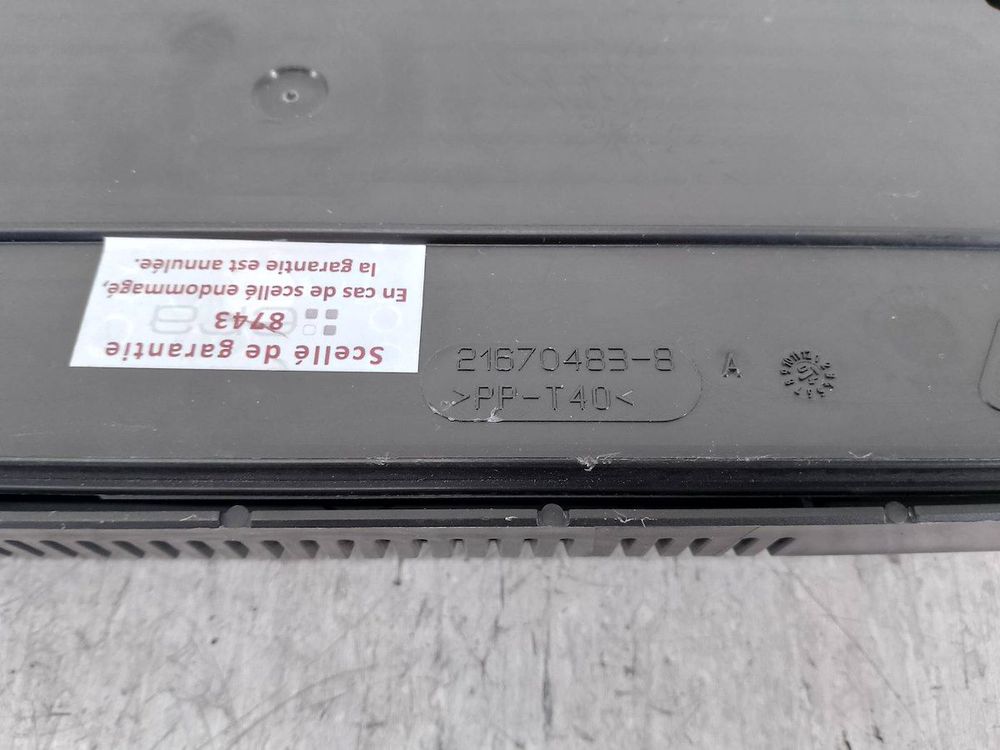 Scellé de garantie
8743
En cas de scellé endommagé,
la garantie est annulée.
21670483-8
>PP-T40<
A